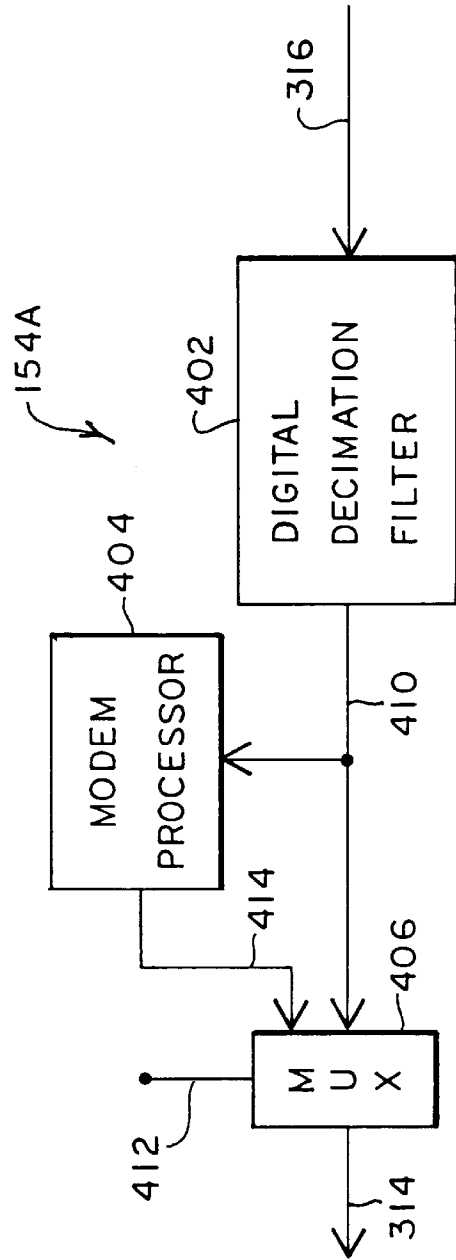 154A
404
MODEM
PROCESSOR
402
DIGITAL
DECIMATION
FILTER
316
412
414
410
406
M U X
314